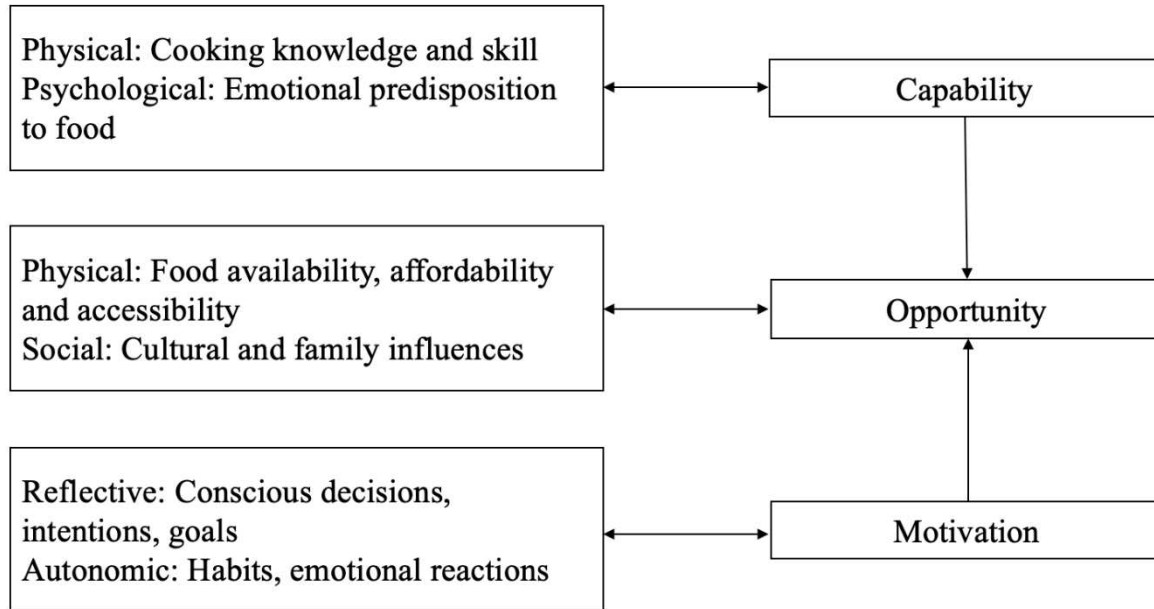 Physical: Cooking knowledge and skill
Psychological: Emotional predisposition
to food
Capability
Physical: Food availability, affordability
and accessibility
Social: Cultural and family influences
Opportunity
Reflective: Conscious decisions,
intentions, goals
Autonomic: Habits, emotional reactions
Motivation